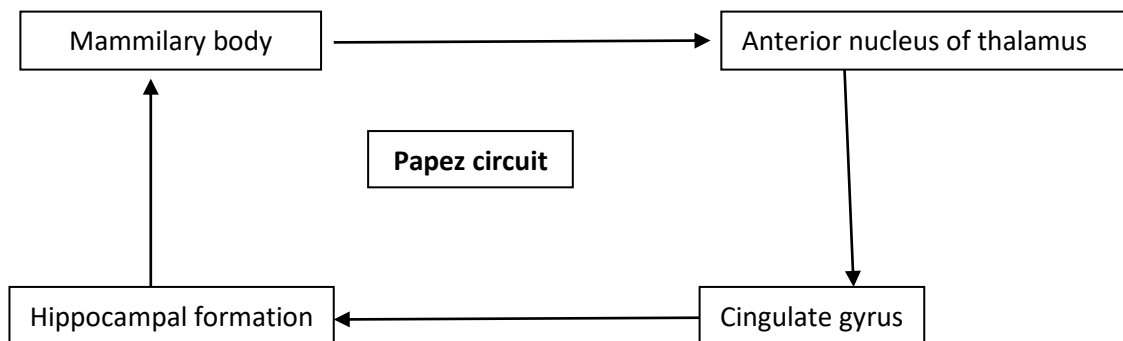 Mammilary body
Anterior nucleus of thalamus
Papez circuit
Hippocampal formation
Cingulate gyrus